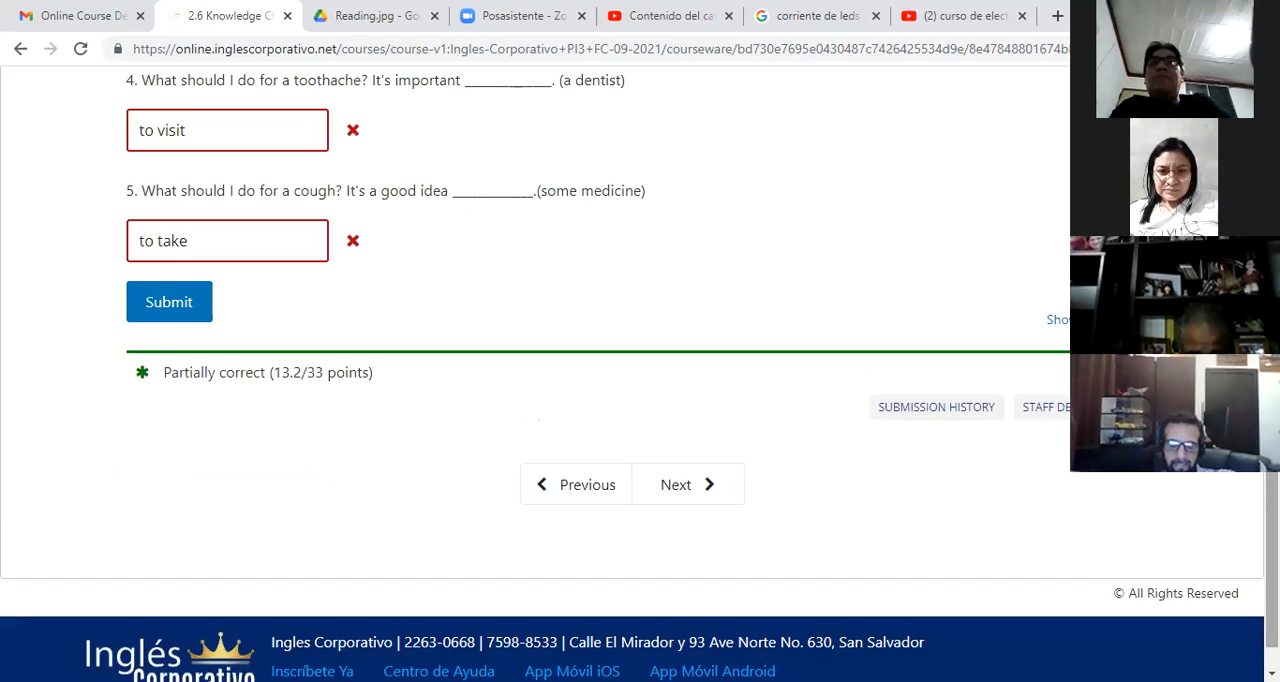 Online Course De
2.6 Knowledge C
Reading.jpg - Go
Posasistente - Zo
Contenido del ca
corriente de leds
(2) curso de elect
https://online.inglescorporativo.net/courses/course-v1:Ingles-Corporativo+PI3+FC-09-2021/courseware/bd730e7695e0430487c7426425534d9e/8e47848801674b
4. What should I do for a toothache? It's important ____________. (a dentist)
to visit
5. What should I do for a cough? It's a good idea ___________.(some medicine)
to take
Submit
Sho
Partially correct (13.2/33 points)
SUBMISSION HISTORY
STAFF DE
Previous
Next
© All Rights Reserved
Inglés
Corporativo
Ingles Corporativo | 2263-0668 | 7598-8533 | Calle El Mirador y 93 Ave Norte No. 630, San Salvador
Inscríbete Ya
Centro de Ayuda
App Móvil iOS
App Móvil Android